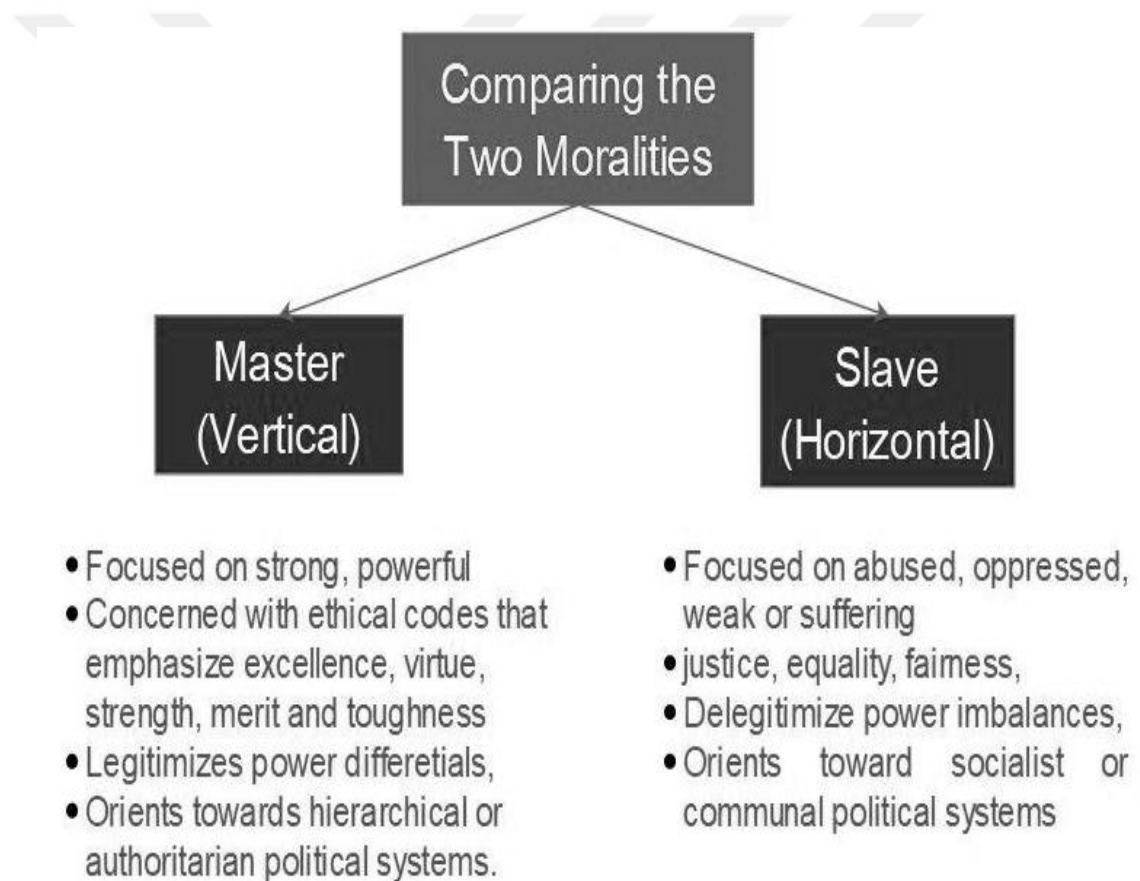 Comparing the
Two Moralities
Master
(Vertical)
Slave
(Horizontal)
• Focused on strong, powerful
• Concerned with ethical codes that
emphasize excellence, virtue,
strength, merit and toughness
• Legitimizes power differetials,
• Orients towards hierarchical or
authoritarian political systems.
• Focused on abused, oppressed,
weak or suffering
• justice, equality, fairness,
• Delegitimize power imbalances,
• Orients toward socialist or
communal political systems